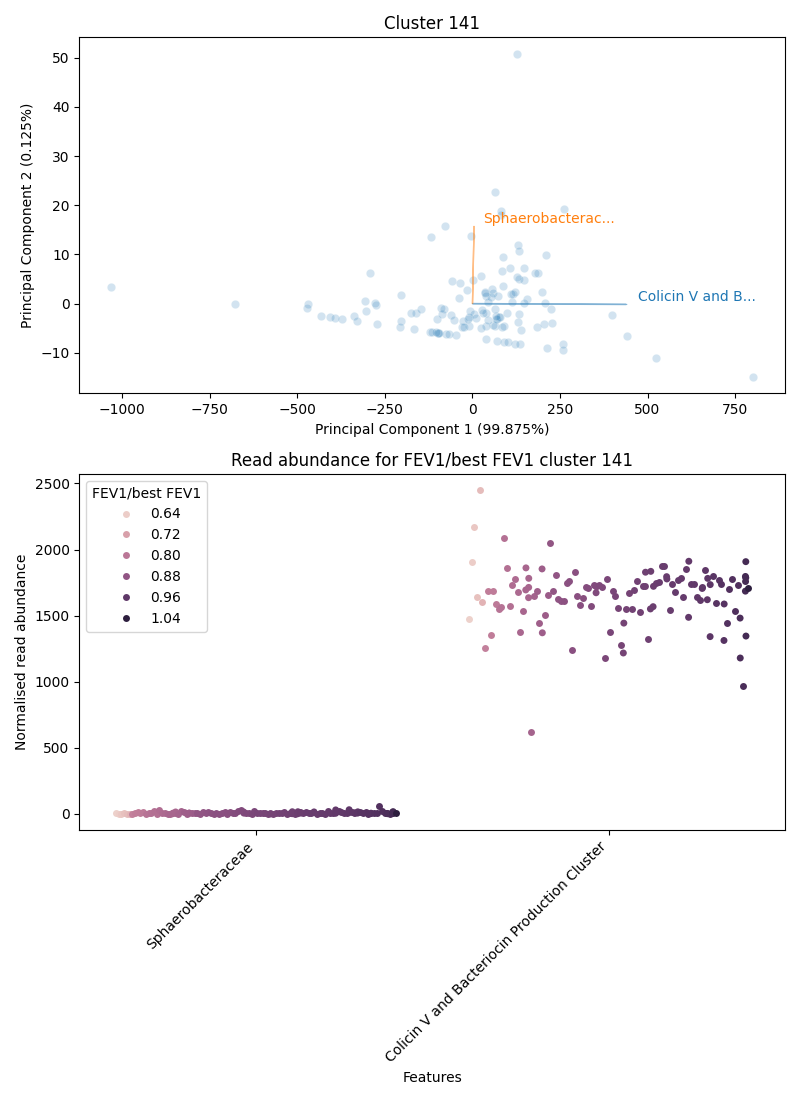 Cluster 141
50
40
30
20
10
0
−10
Principal Component 2 (0.125%)
Sphaerobacterac...
Colicin V and B...
−1000
−750
−500
−250
0
250
500
750
Principal Component 1 (99.875%)
Read abundance for FEV1/best FEV1 cluster 141
2500
2000
1500
1000
500
0
Normalised read abundance
FEV1/best FEV1
0.64
0.72
0.80
0.88
0.96
1.04
Sphaerobacteraceae
Colicin V and Bacteriocin Production Cluster
Features